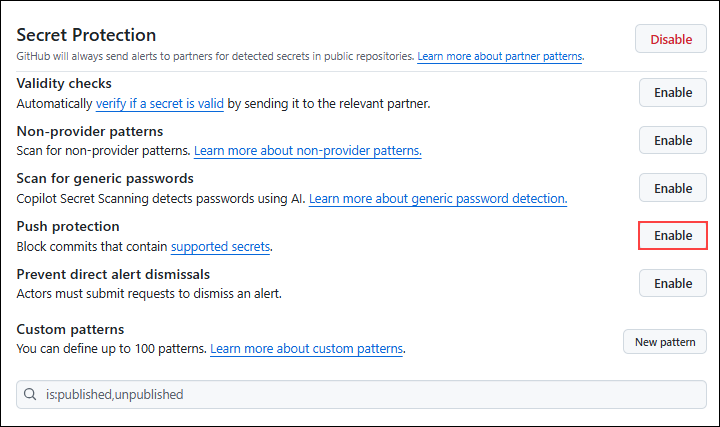 Secret Protection
Disable
GitHub will always send alerts to partners for detected secrets in public repositories. Learn more about partner patterns.
Validity checks
Enable
Automatically verify if a secret is valid by sending it to the relevant partner.
Non-provider patterns
Enable
Scan for non-provider patterns. Learn more about non-provider patterns.
Scan for generic passwords
Enable
Copilot Secret Scanning detects passwords using AI. Learn more about generic password detection.
Push protection
Enable
Block commits that contain supported secrets.
Prevent direct alert dismissals
Enable
Actors must submit requests to dismiss an alert.
Custom patterns
New pattern
You can define up to 100 patterns. Learn more about custom patterns.
is:published,unpublished